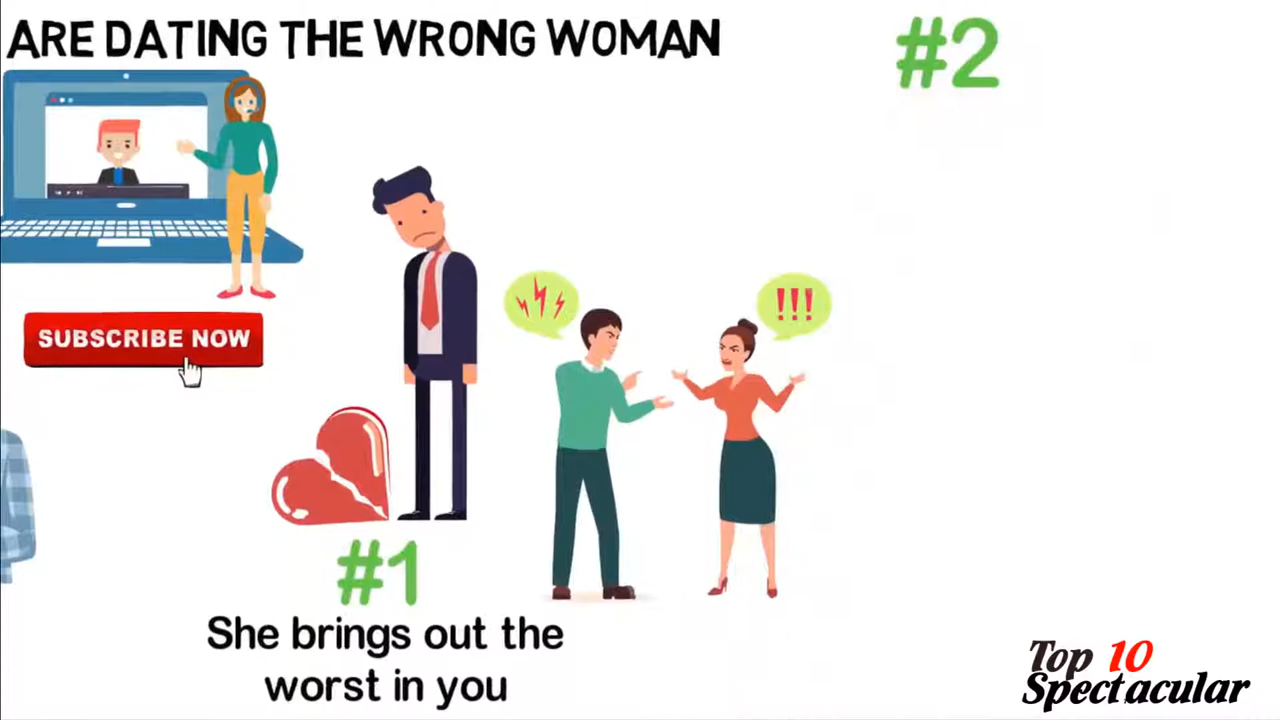 ARE DATING THE WRONG WOMAN
#2
SUBSCRIBE NOW
!!!
#1
She brings out the
worst in you
Top 10
Spectacular